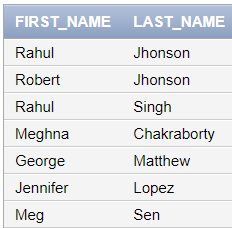 FIRST_NAME LAST_NAME
Rahul Jhonson
Robert Jhonson
Rahul Singh
Meghna Chakraborty
George Matthew
Jennifer Lopez
Meg Sen